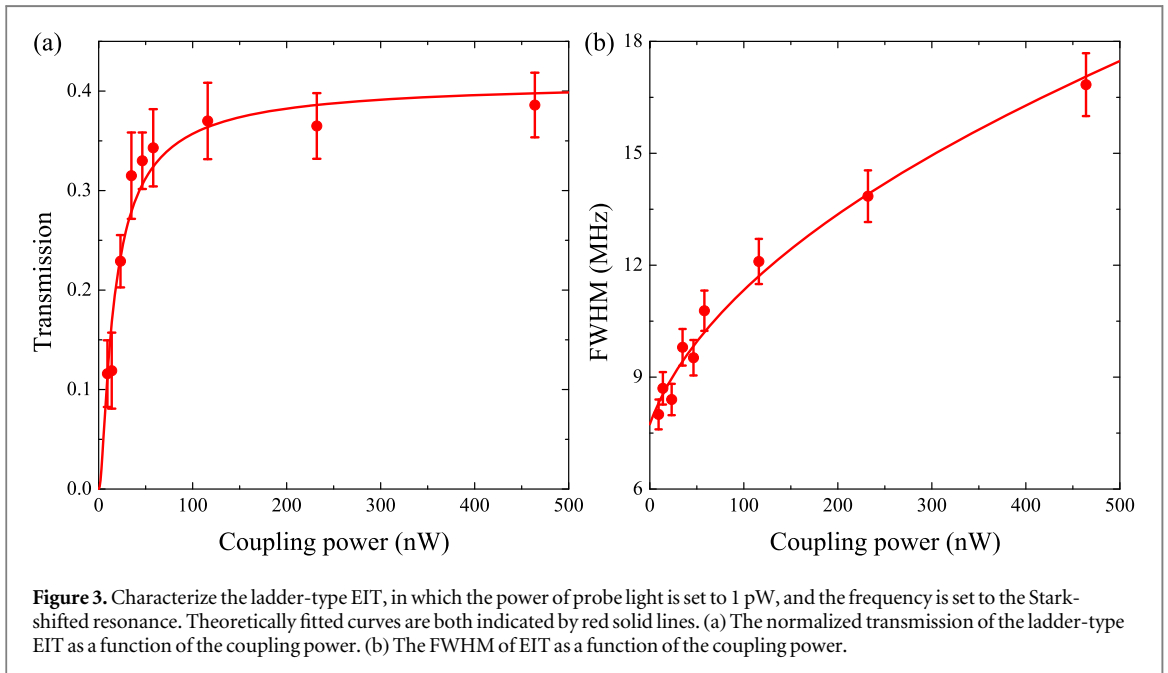 (a)
0.4
0.3
0.2
0.1
0.0
Transmission
0 100 200 300 400 500
Coupling power (nW)
(b)
18
15
12
9
6
FWHM (MHz)
0 100 200 300 400 500
Coupling power (nW)
Figure 3. Characterize the ladder-type EIT, in which the power of probe light is set to 1 pW, and the frequency is set to the Stark-
shifted resonance. Theoretically fitted curves are both indicated by red solid lines. (a) The normalized transmission of the ladder-type
EIT as a function of the coupling power. (b) The FWHM of EIT as a function of the coupling power.